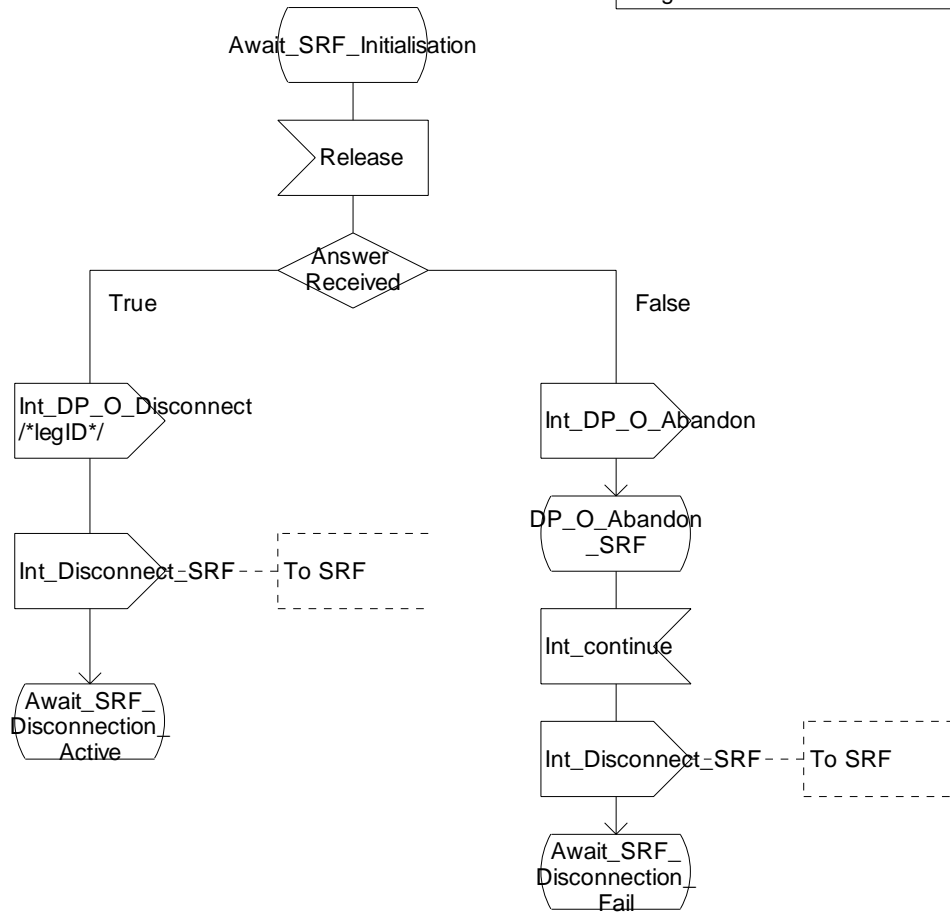 Await_SRF_Initialisation
Release
Answer
Received
True
False
Int_DP_O_Disconnect
/*legID*/
Int_DP_O_Abandon
DP_O_Abandon
_SRF
Int_Disconnect_SRF
To SRF
Int_continue
Await_SRF_
Disconnection_
Active
Int_Disconnect_SRF
To SRF
Await_SRF_
Disconnection_
Fail